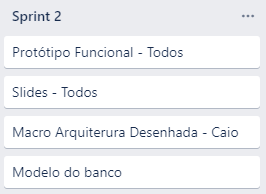 Sprint 2
Protótipo Funcional - Todos
Slides - Todos
Macro Arquiterura Desenhada - Caio
Modelo do banco